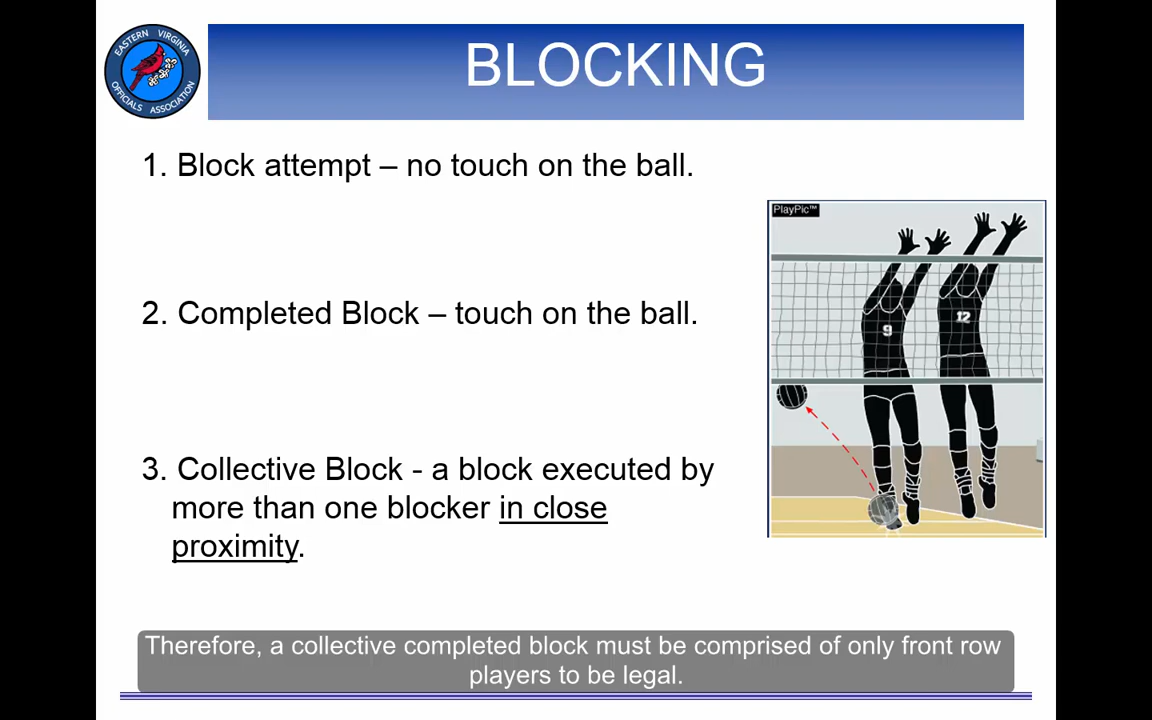 EASTERN VIRGINIA
OFFICIALS ASSOCIATION
BLOCKING
1. Block attempt – no touch on the ball.
PlayPic™
2. Completed Block – touch on the ball.
9
12
3. Collective Block - a block executed by
more than one blocker in close
proximity.
Therefore, a collective completed block must be comprised of only front row
players to be legal.